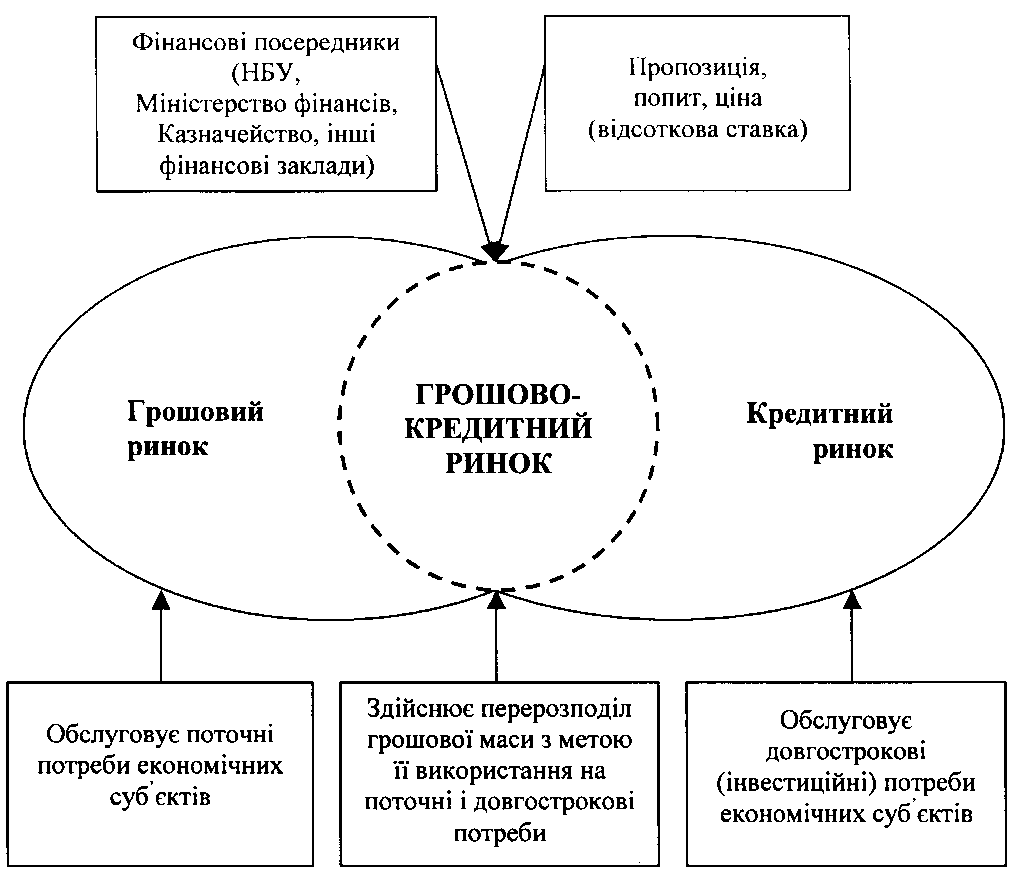 Фінансові посередники
(НБУ,
Міністерство фінансів,
Казначейство, інші
фінансові заклади)
Пропозиція,
попит, ціна
(відсоткова ставка)
Грошовий
ринок
ГРОШОВО-
КРЕДИТНИЙ
РИНОК
Кредитний
ринок
Обслуговує поточні
потреби економічних
суб'єктів
Здійснює перерозподіл
грошової маси з метою
її використання на
поточні і довгострокові
потреби
Обслуговує
довгострокові
(інвестиційні) потреби
економічних суб'єктів